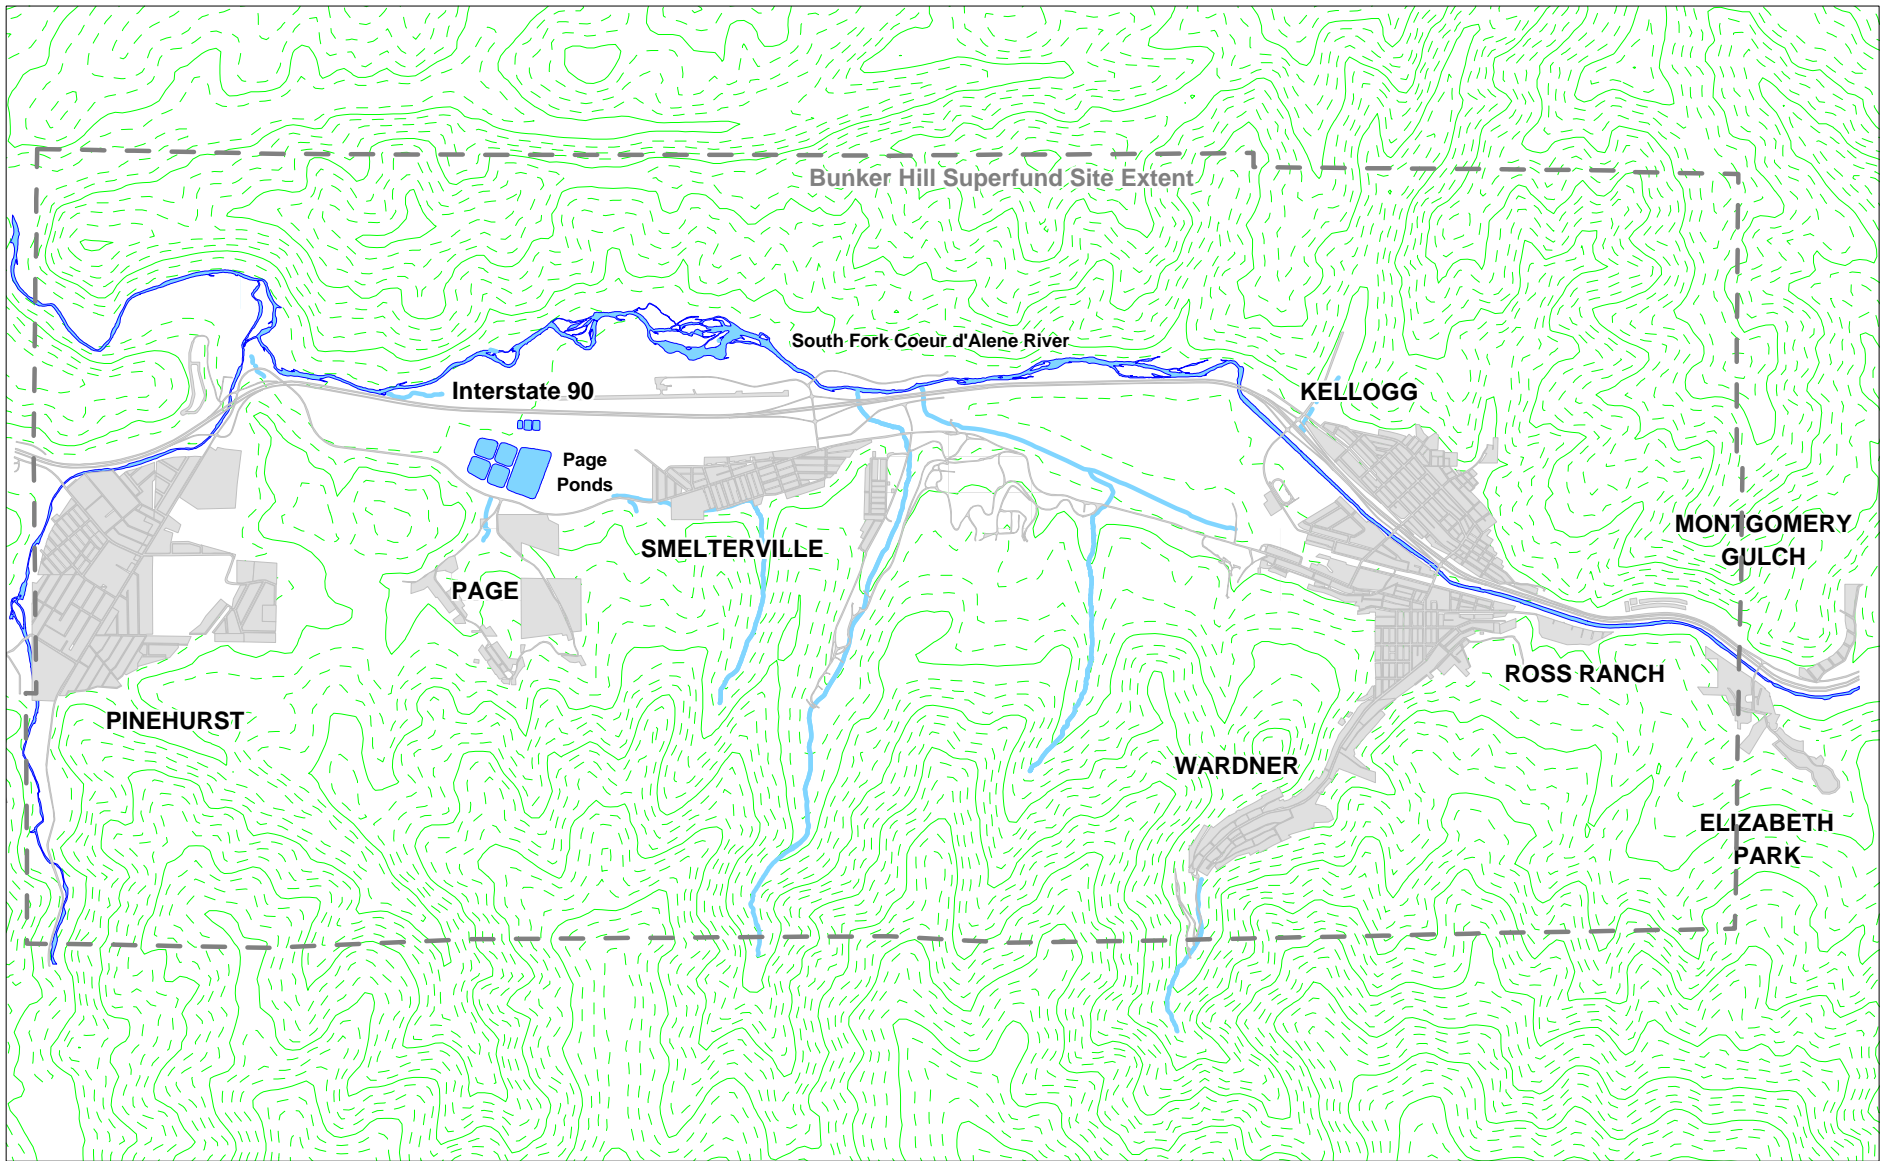 Bunker Hill Superfund Site Extent
South Fork Coeur d'Alene River
Interstate 90
KELLOGG
Page
Ponds
MONTGOMERY
GULCH
SMELTERVILLE
PAGE
ROSS RANCH
PINEHURST
WARDNER
ELIZABETH
PARK